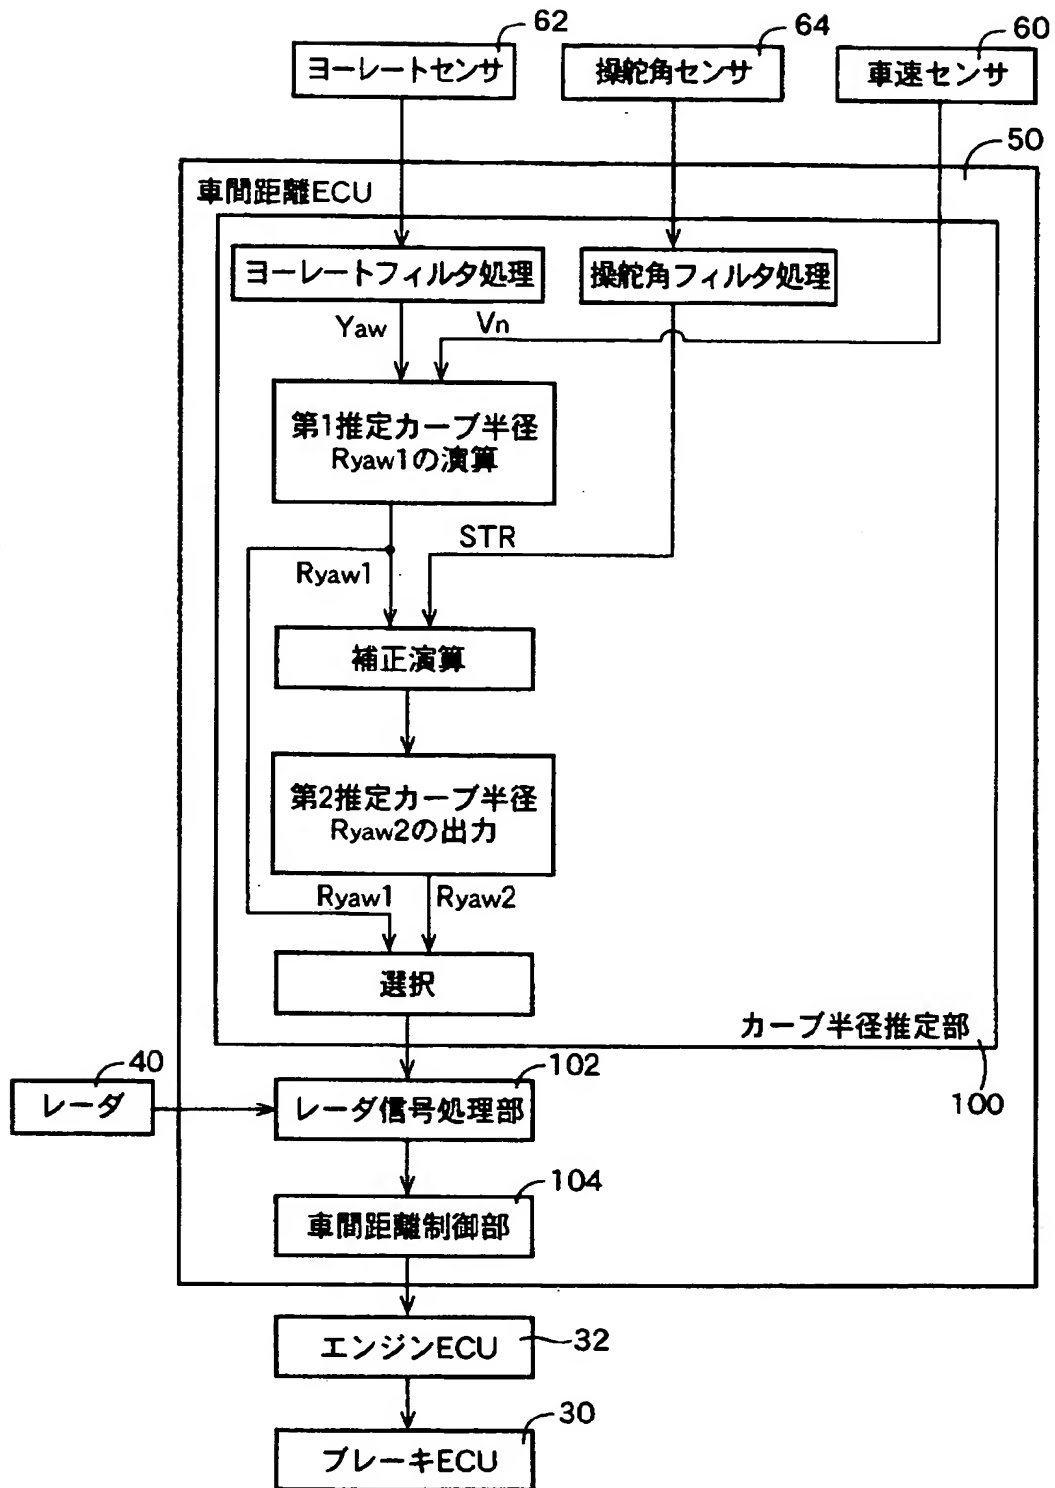 62
64
60
ヨーレートセンサ
操舵角センサ
車速センサ
50
車間距離ECU
ヨーレートフィルタ処理
操舵角フィルタ処理
Yaw
Vn
第1推定カーブ半径
Ryaw1の演算
STR
Ryaw1
補正演算
第2推定カーブ半径
Ryaw2の出力
Ryaw1
Ryaw2
選択
カーブ半径推定部
100
40
レーダ
102
レーダ信号処理部
104
車間距離制御部
エンジンECU
32
30
ブレーキECU